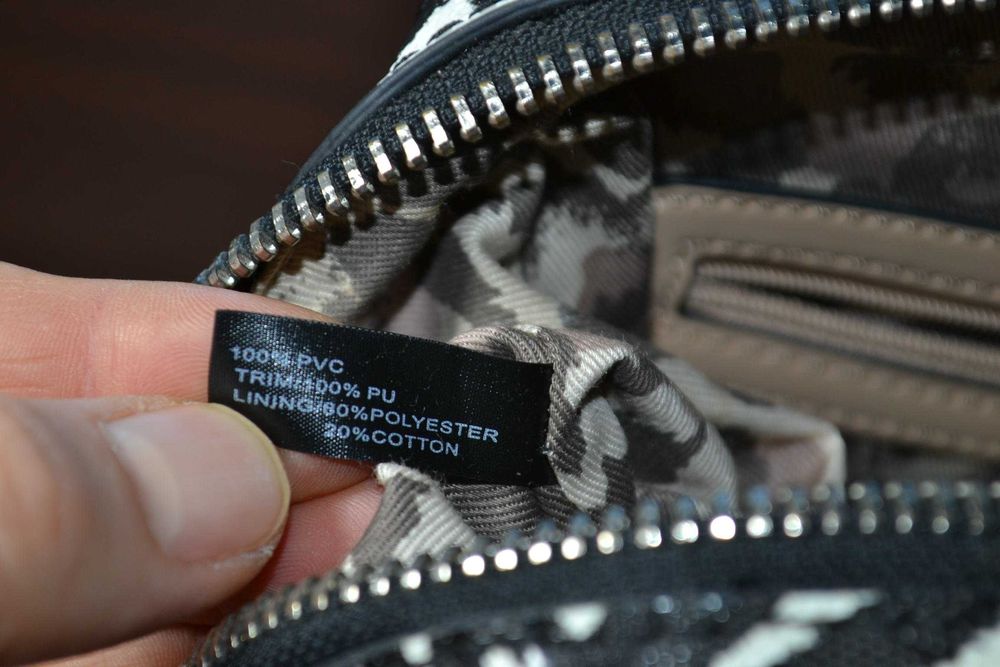 100% PVC
TRIM/100% PU
LINING/80%POLYESTER
20%COTTON